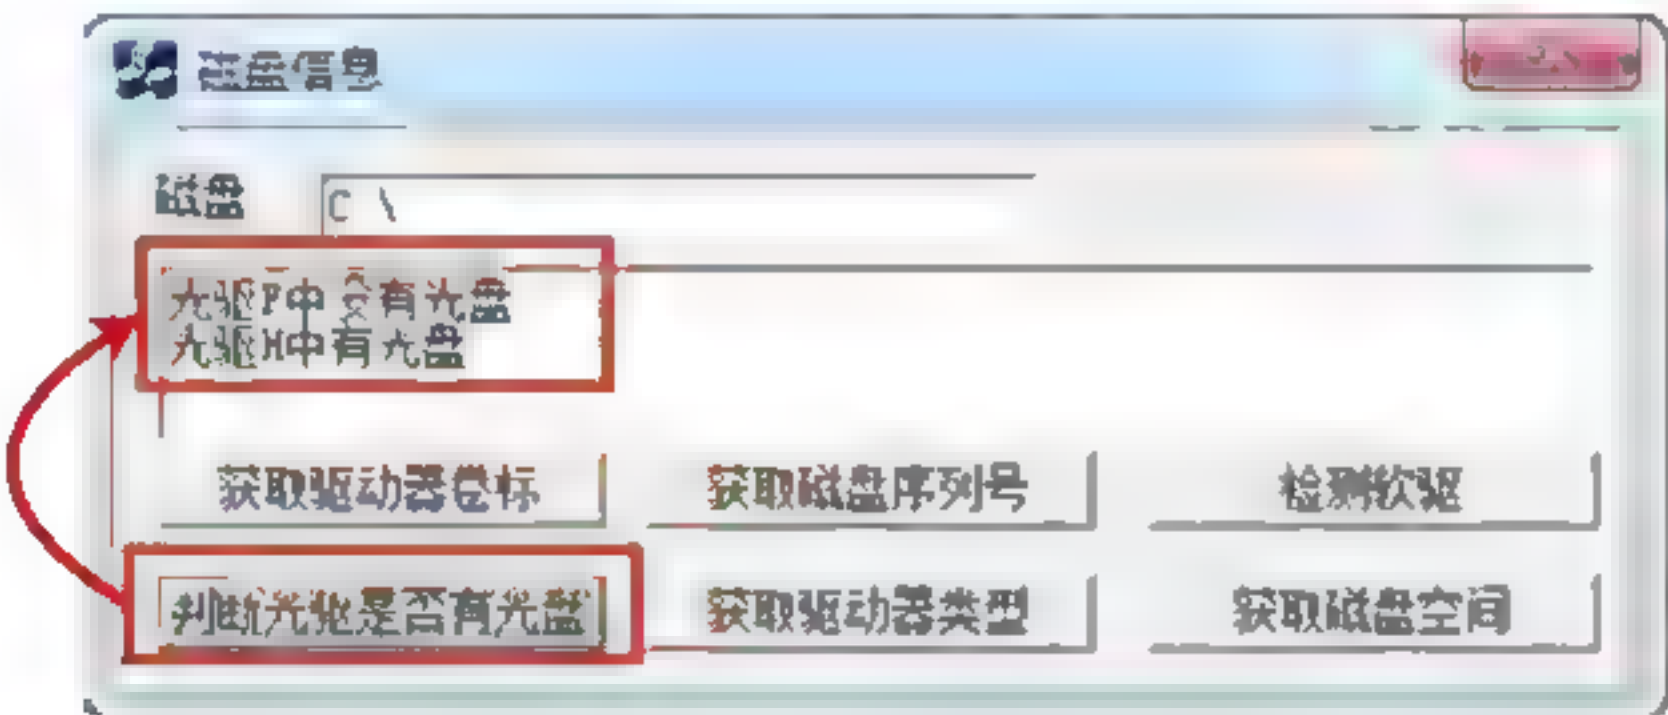 磁盘信息
磁盘 C \
光驱F中没有光盘
光驱H中有光盘
获取驱动器卷标 获取磁盘序列号 检测软驱
判断光驱是否有光盘 获取驱动器类型 获取磁盘空间